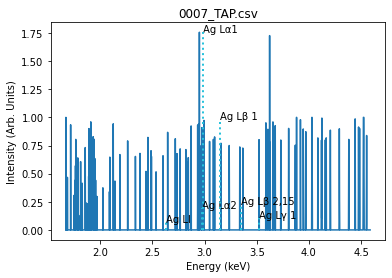 0007_TAP.csv
Intensity (Arb. Units)
1.75
1.50
1.25
1.00
0.75
0.50
0.25
0.00
Ag Lα1
Ag Lβ 1
Ag Lα2
Ag Lβ 2,15
Ag Ll
Ag Lγ 1
2.0 2.5 3.0 3.5 4.0 4.5
Energy (keV)